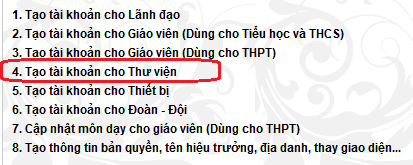 1. Tạo tài khoản cho Lãnh đạo
2. Tạo tài khoản cho Giáo viên (Dùng cho Tiểu học và THCS)
3. Tạo tài khoản cho Giáo viên (Dùng cho THPT)
4. Tạo tài khoản cho Thư viện
5. Tạo tài khoản cho Thiết bị
6. Tạo tài khoản cho Đoàn - Đội
7. Cập nhật môn dạy cho giáo viên (Dùng cho THPT)
8. Tạo thông tin bản quyền, tên hiệu trưởng, địa danh, thay giao diện...